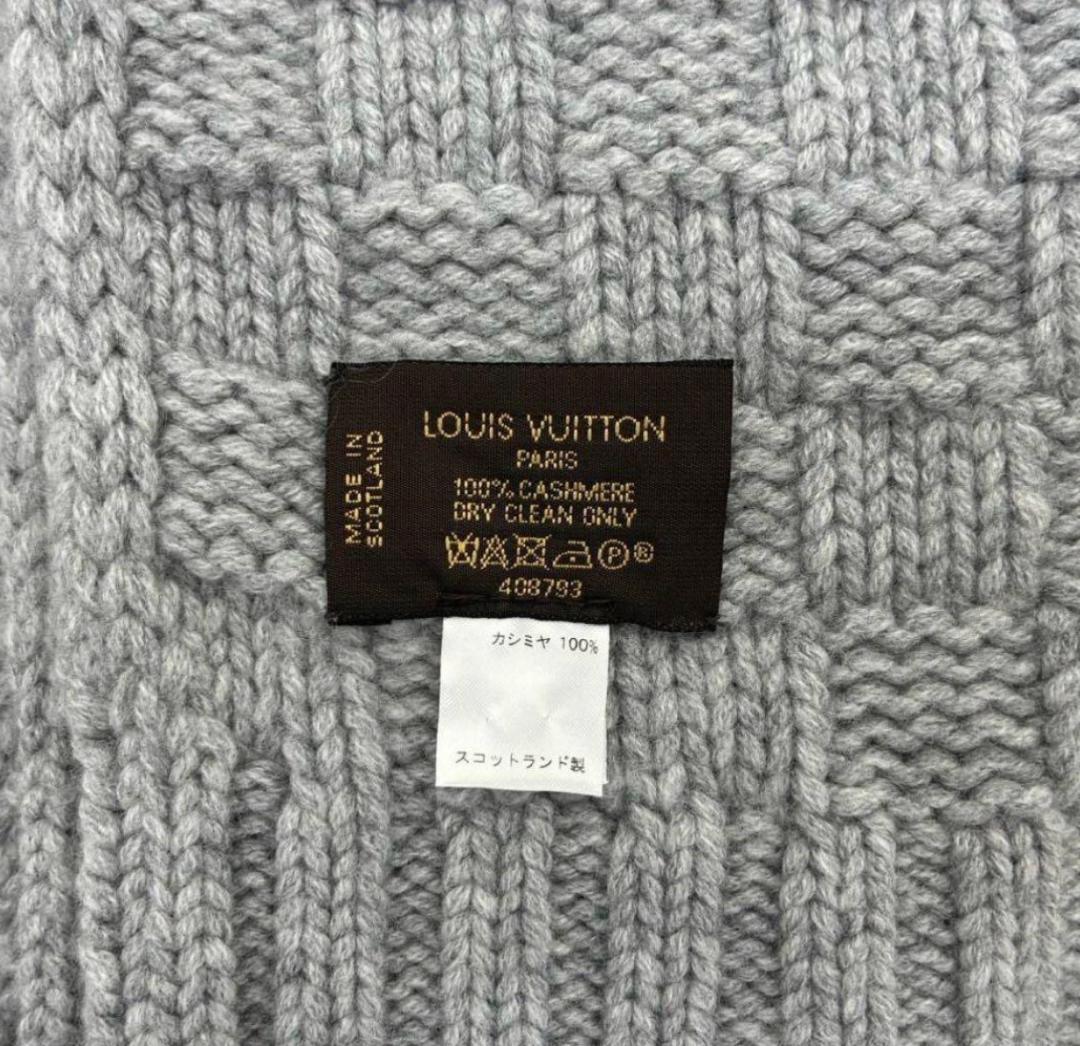 LOUIS VUITTON
PARIS
100% CASHMERE
DRY CLEAN ONLY
P®
408793
MADE IN
SCOTLAND
カシミヤ 100%
スコットランド製